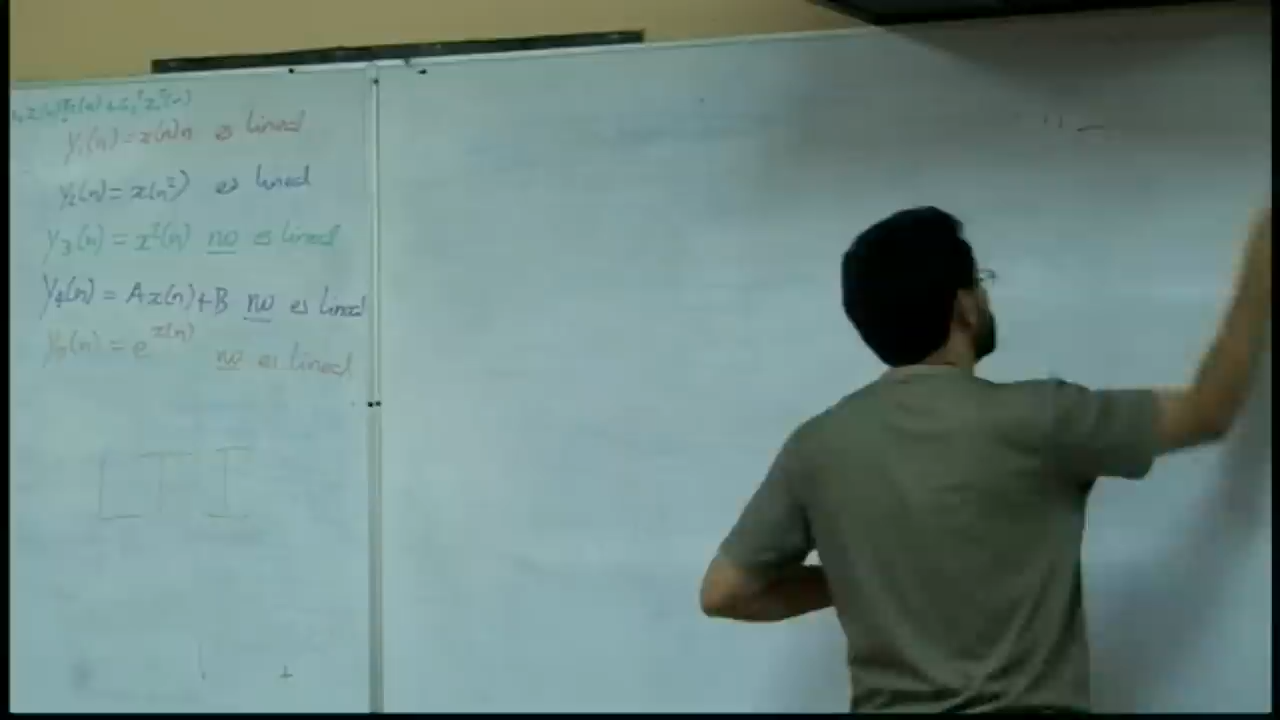 y₁(n) = x(n)n es lineal
y₂(n) = x(n²) es lineal
y₃(n) = x²(n) no es lineal
y₄(n) = Ax(n)+B no es lineal
y₅(n) = e^x(n) no es lineal